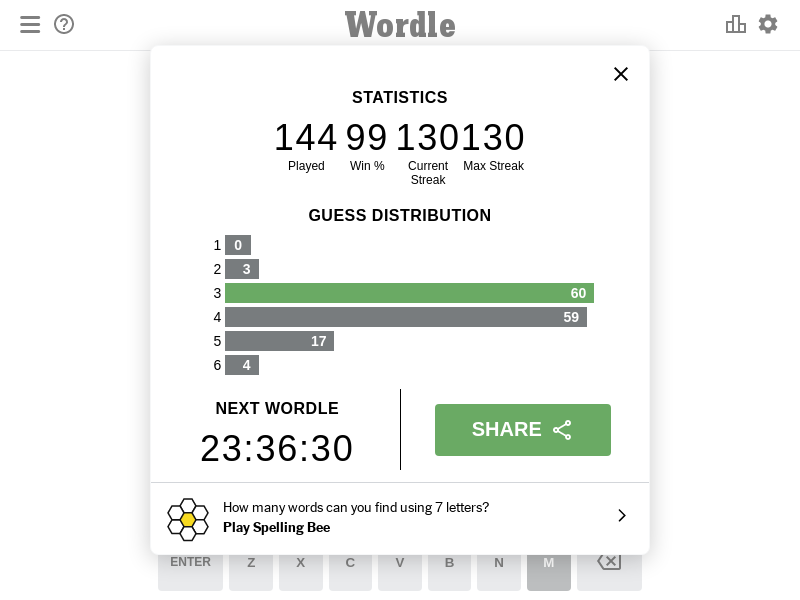 Wordle
STATISTICS
144 99 130 130
Played Win % Current Streak Max Streak
GUESS DISTRIBUTION
1 0
2 3
3 60
4 59
5 17
6 4
NEXT WORDLE
23:36:30
SHARE
How many words can you find using 7 letters?
Play Spelling Bee
ENTER Z X C V B N M